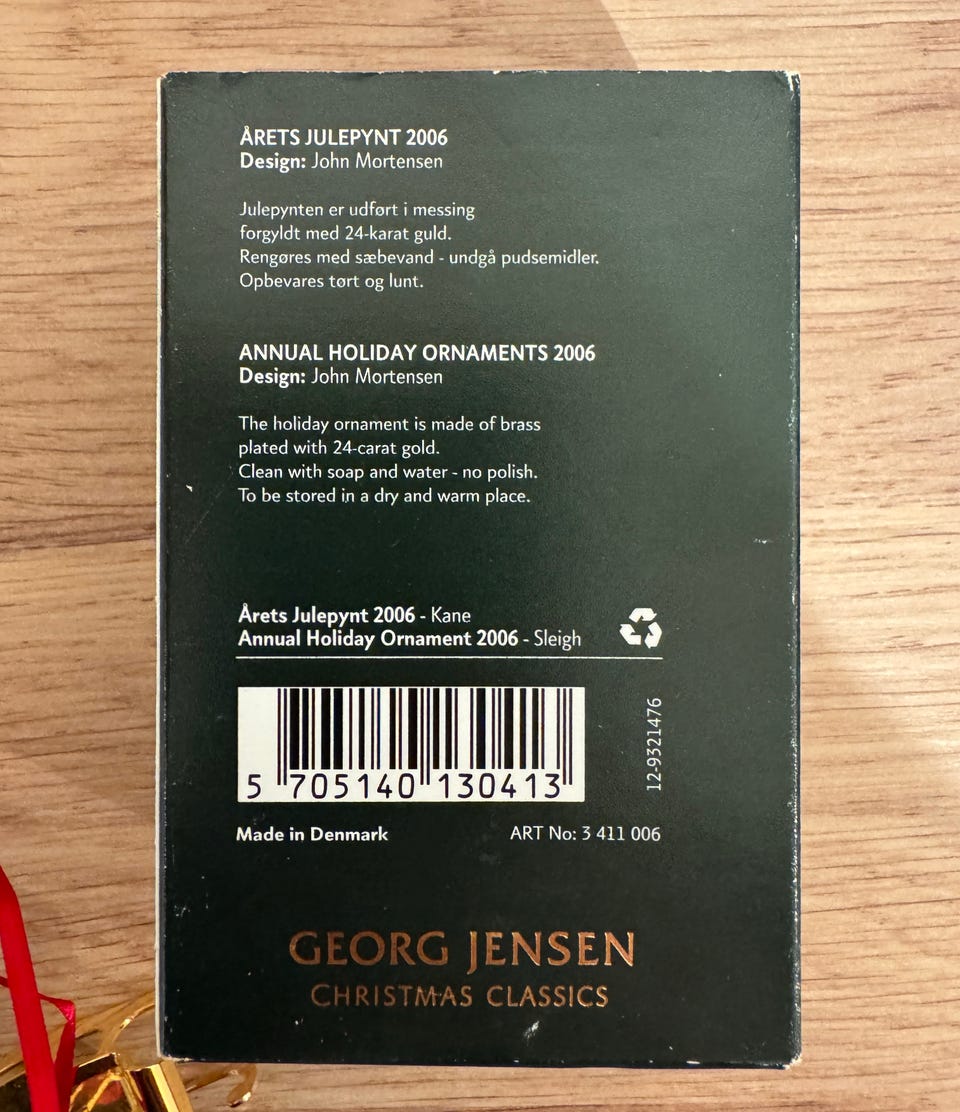 ÅRETS JULEPYNT 2006
Design: John Mortensen
Julepynten er udført i messing
forgyldt med 24-karat guld.
Rengøres med sæbevand - undgå pudsemidler.
Opbevares tørt og lunt.
ANNUAL HOLIDAY ORNAMENTS 2006
Design: John Mortensen
The holiday ornament is made of brass
plated with 24-carat gold.
Clean with soap and water - no polish.
To be stored in a dry and warm place.
Årets Julepynt 2006 - Kane
Annual Holiday Ornament 2006 - Sleigh
12-9321476
5 705140 130413
Made in Denmark
ART No: 3 411 006
GEORG JENSEN
CHRISTMAS CLASSICS